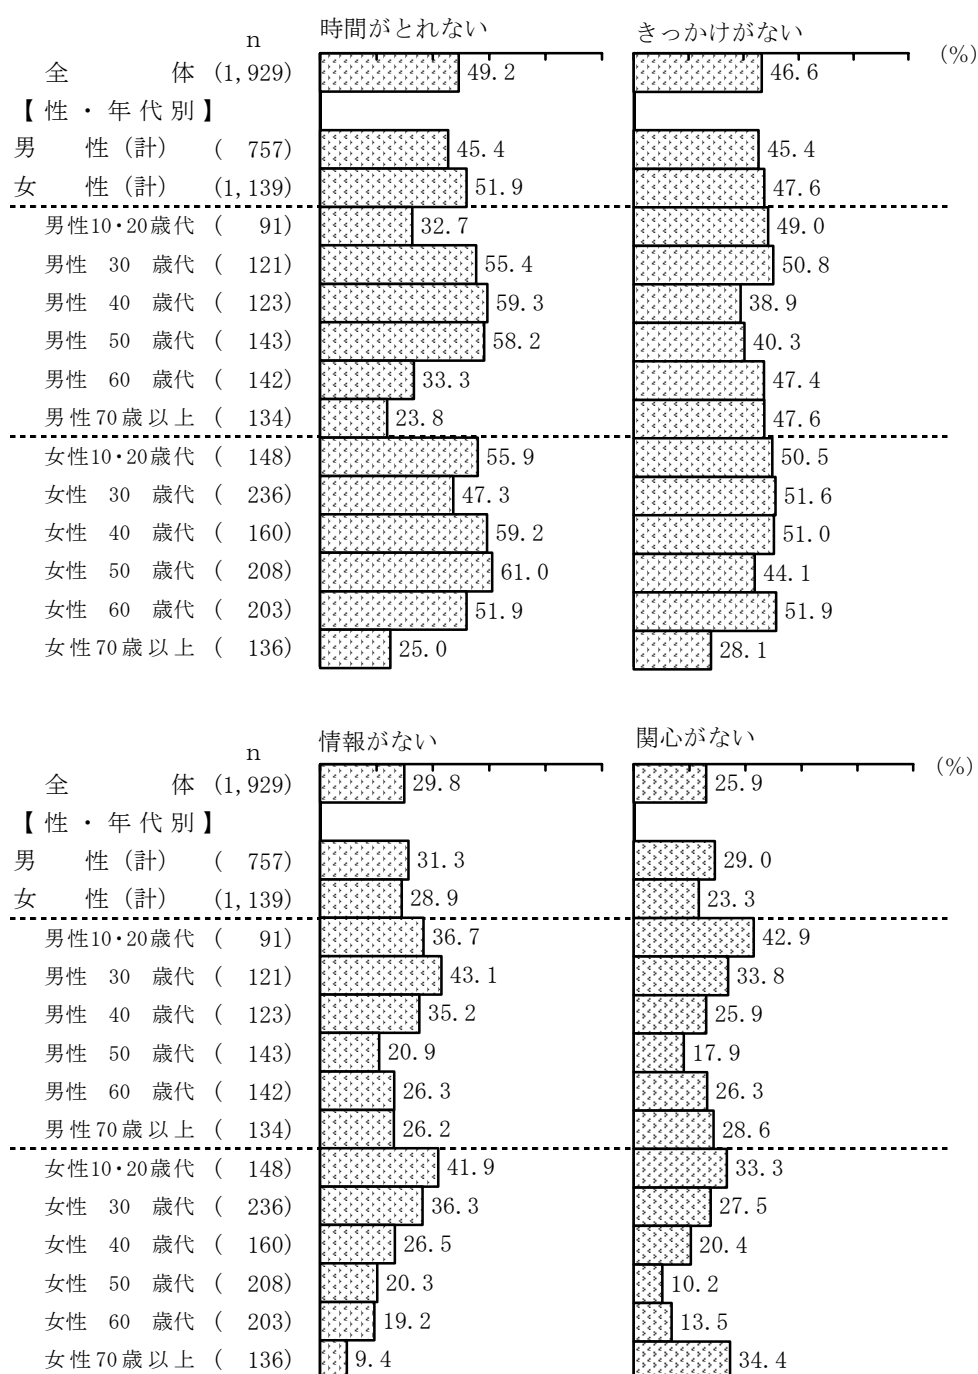 時間がとれない きっかけがない
n
(%)
全 体 (1,929) 49.2 46.6
【性・年代別】
男 性(計) ( 757) 45.4 45.4
女 性(計) (1,139) 51.9 47.6
男性10・20歳代 ( 91) 32.7 49.0
男性 30 歳代 ( 121) 55.4 50.8
男性 40 歳代 ( 123) 59.3 38.9
男性 50 歳代 ( 143) 58.2 40.3
男性 60 歳代 ( 142) 33.3 47.4
男性70歳以上 ( 134) 23.8 47.6
女性10・20歳代 ( 148) 55.9 50.5
女性 30 歳代 ( 236) 47.3 51.6
女性 40 歳代 ( 160) 59.2 51.0
女性 50 歳代 ( 208) 61.0 44.1
女性 60 歳代 ( 203) 51.9 51.9
女性70歳以上 ( 136) 25.0 28.1
情報がない 関心がない
n
(%)
全 体 (1,929) 29.8 25.9
【性・年代別】
男 性(計) ( 757) 31.3 29.0
女 性(計) (1,139) 28.9 23.3
男性10・20歳代 ( 91) 36.7 42.9
男性 30 歳代 ( 121) 43.1 33.8
男性 40 歳代 ( 123) 35.2 25.9
男性 50 歳代 ( 143) 20.9 17.9
男性 60 歳代 ( 142) 26.3 26.3
男性70歳以上 ( 134) 26.2 28.6
女性10・20歳代 ( 148) 41.9 33.3
女性 30 歳代 ( 236) 36.3 27.5
女性 40 歳代 ( 160) 26.5 20.4
女性 50 歳代 ( 208) 20.3 10.2
女性 60 歳代 ( 203) 19.2 13.5
女性70歳以上 ( 136) 9.4 34.4